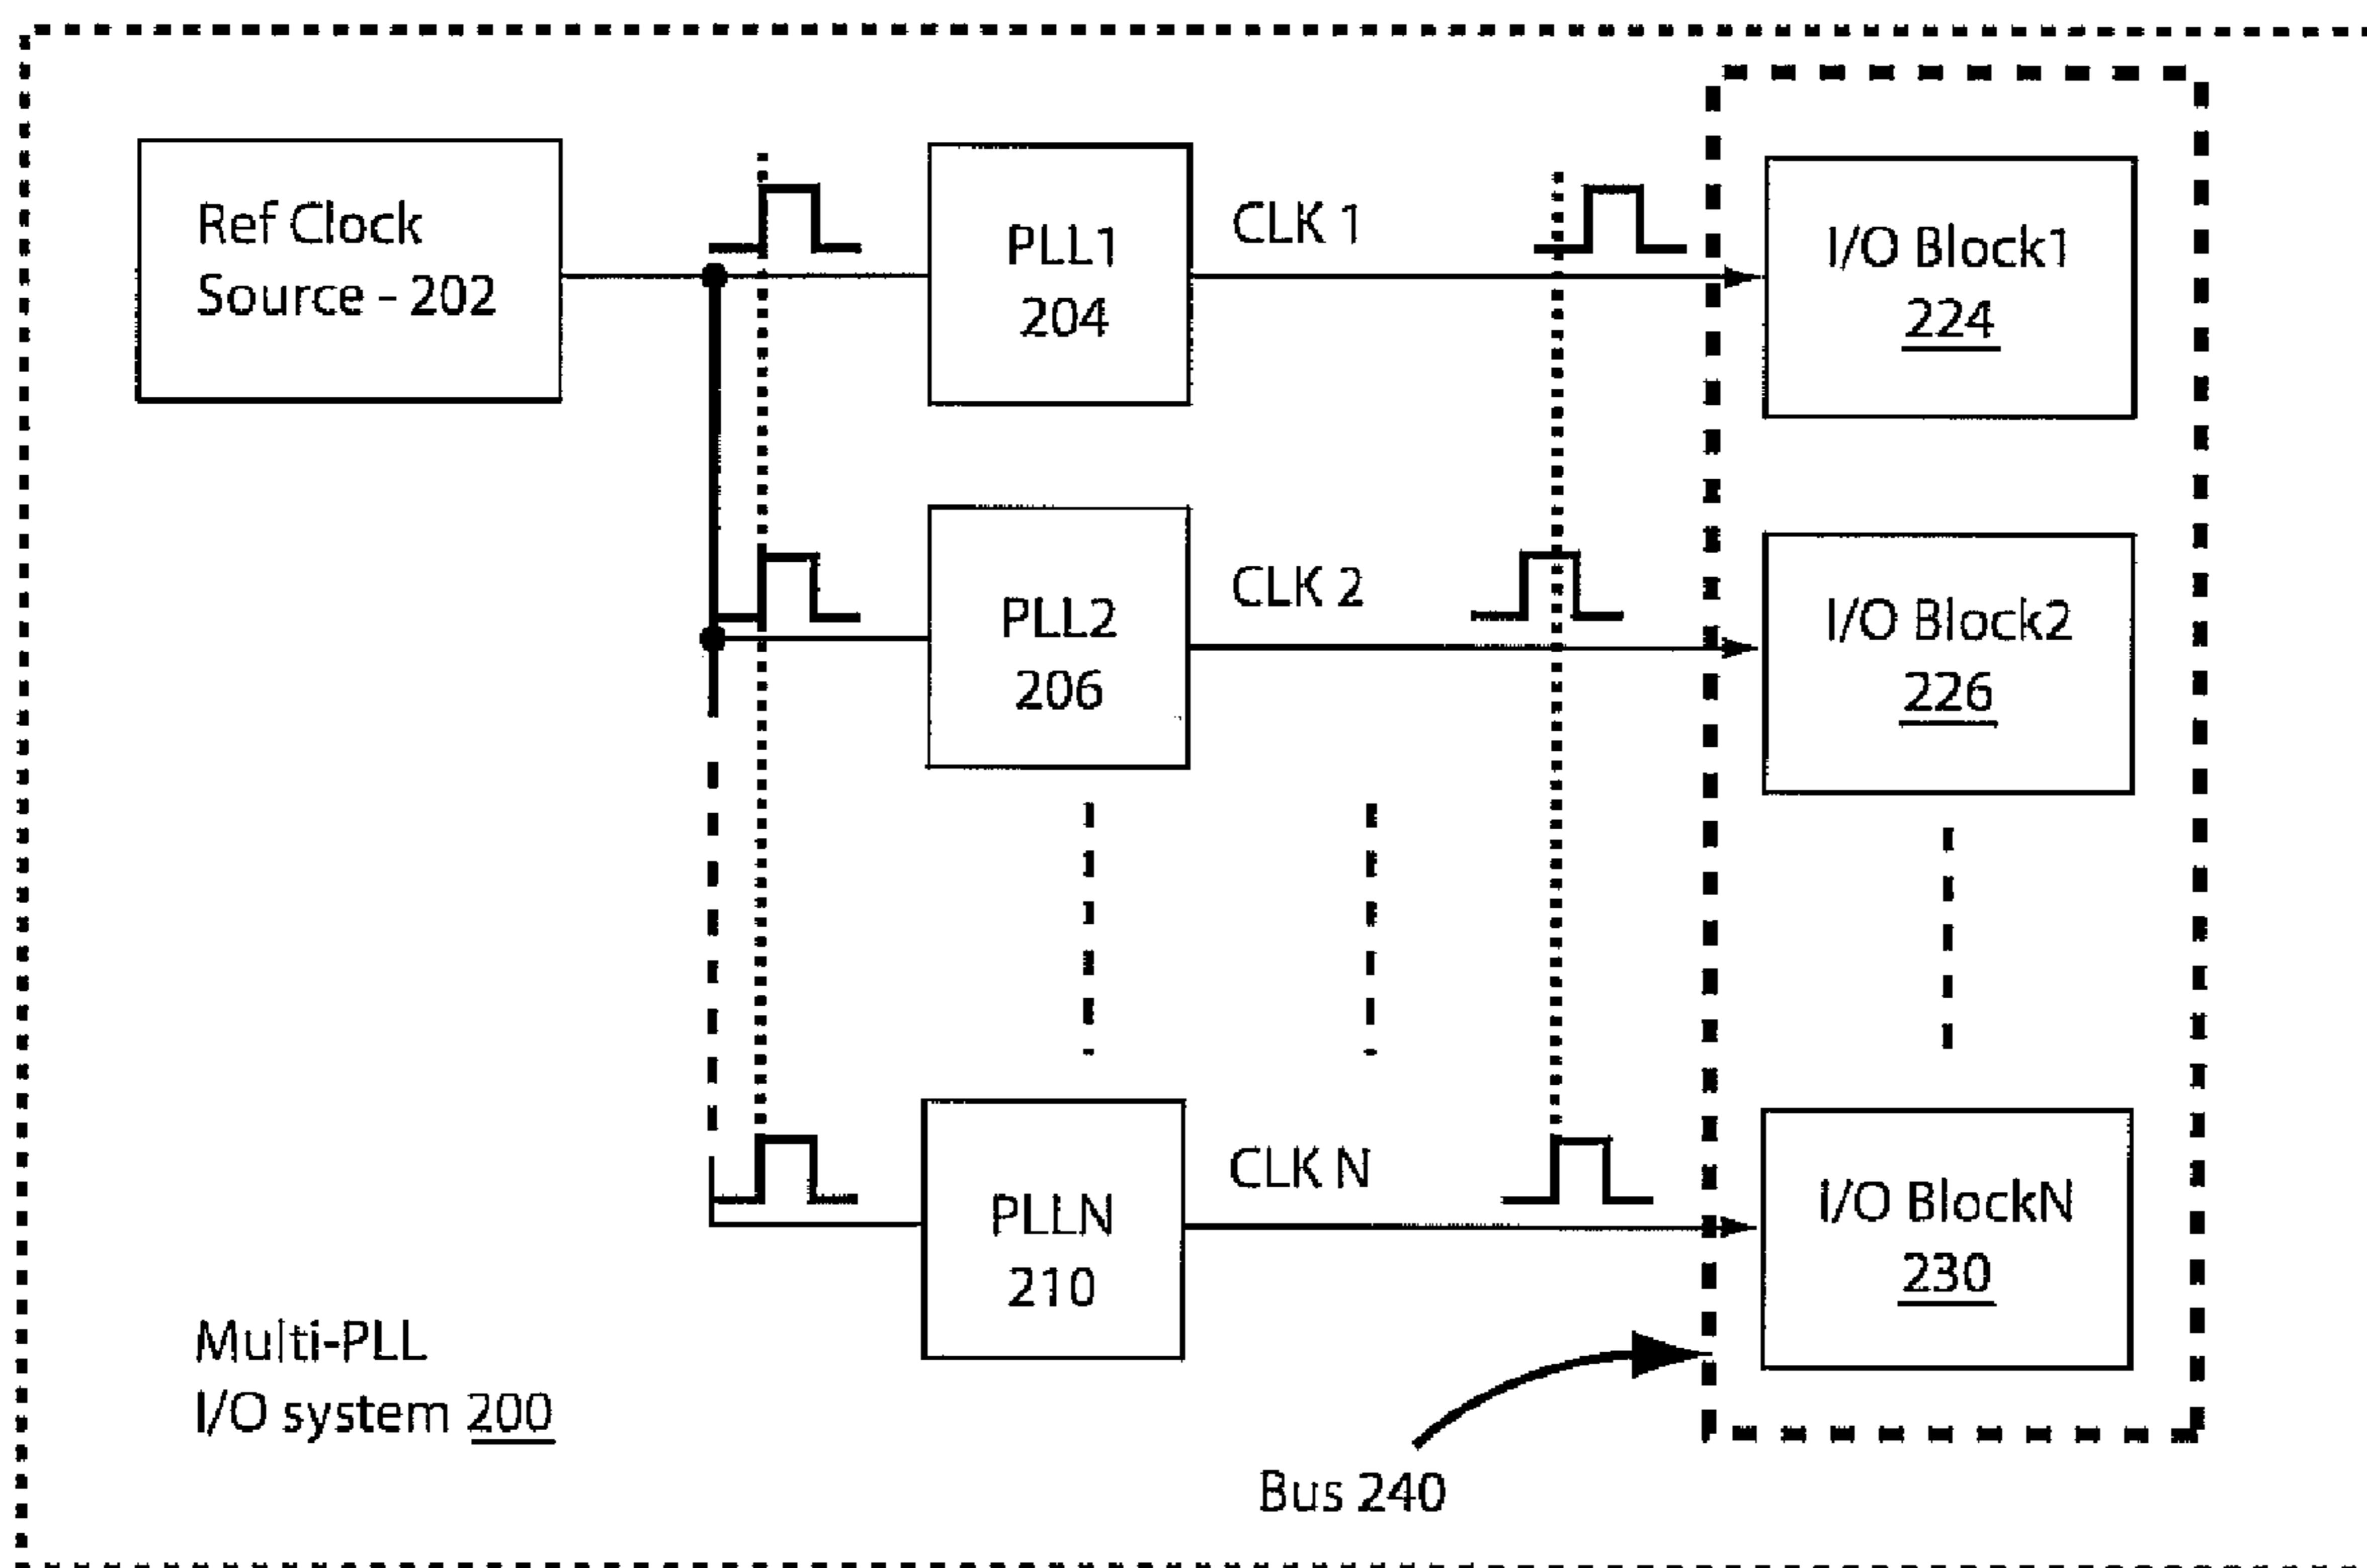 Ref Clock
Source - 202
PLL1
204
CLK 1
I/O Block1
224
PLL2
206
CLK 2
I/O Block2
226
PLLN
210
CLK N
I/O BlockN
230
Multi-PLL
I/O system 200
Bus 240